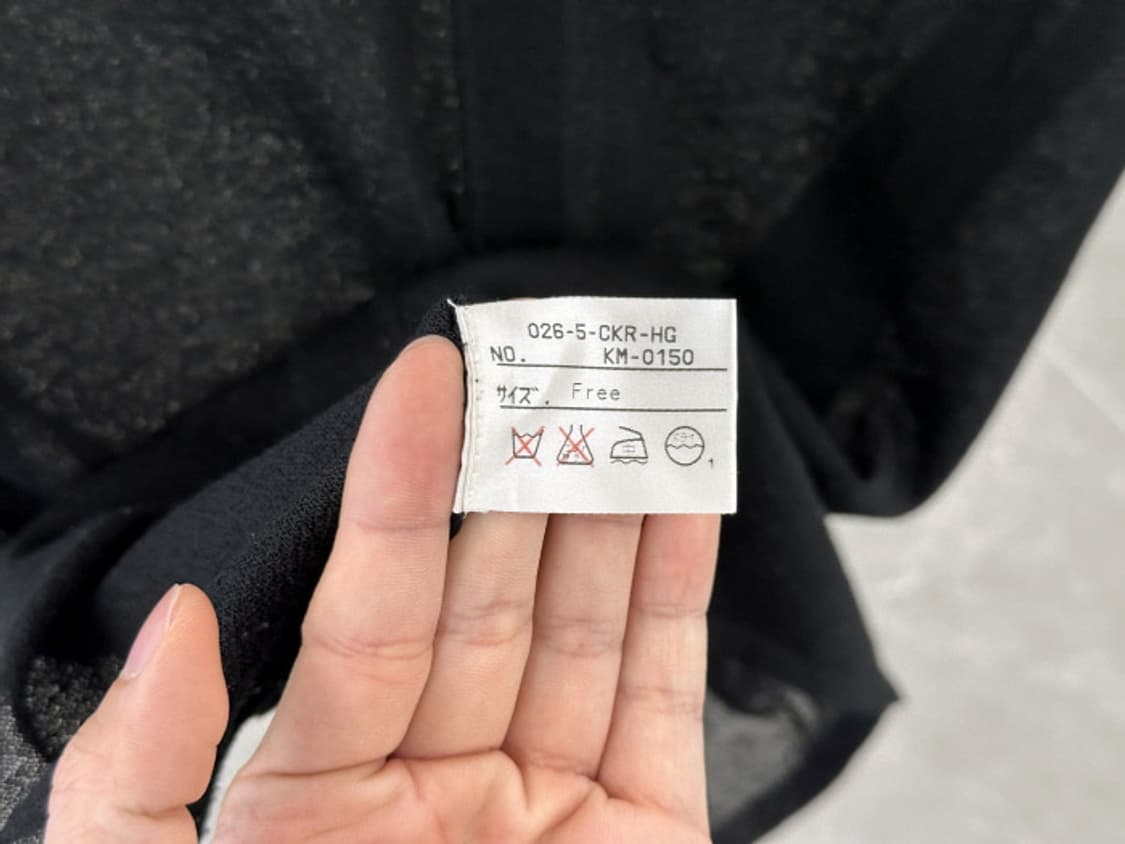 026-5-CKR-HG
NO. KM-0150
サイズ. Free